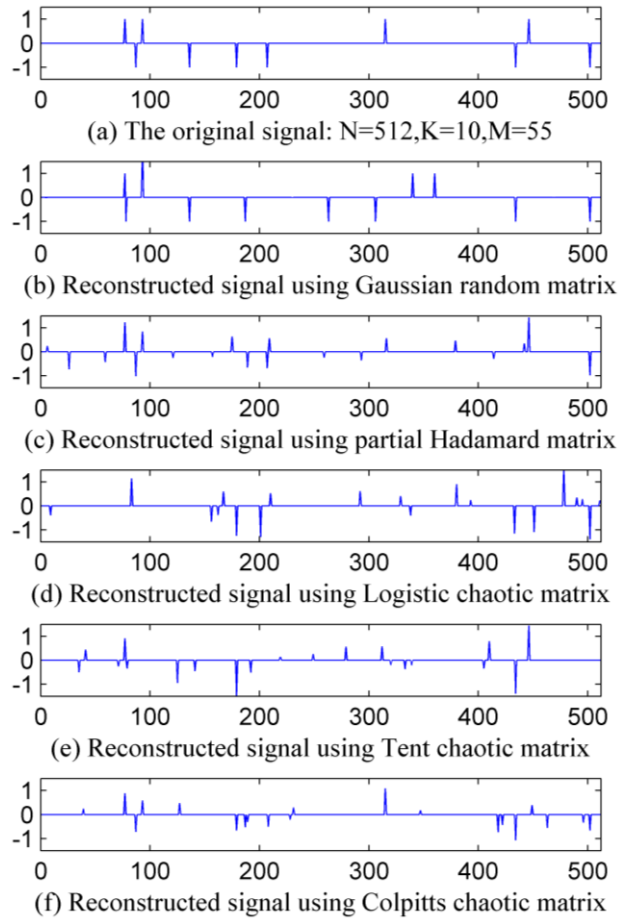 1
0
-1
0 100 200 300 400 500
(a) The original signal: N=512,K=10,M=55
1
0
-1
0 100 200 300 400 500
(b) Reconstructed signal using Gaussian random matrix
1
0
-1
0 100 200 300 400 500
(c) Reconstructed signal using partial Hadamard matrix
1
0
-1
0 100 200 300 400 500
(d) Reconstructed signal using Logistic chaotic matrix
1
0
-1
0 100 200 300 400 500
(e) Reconstructed signal using Tent chaotic matrix
1
0
-1
0 100 200 300 400 500
(f) Reconstructed signal using Colpitts chaotic matrix